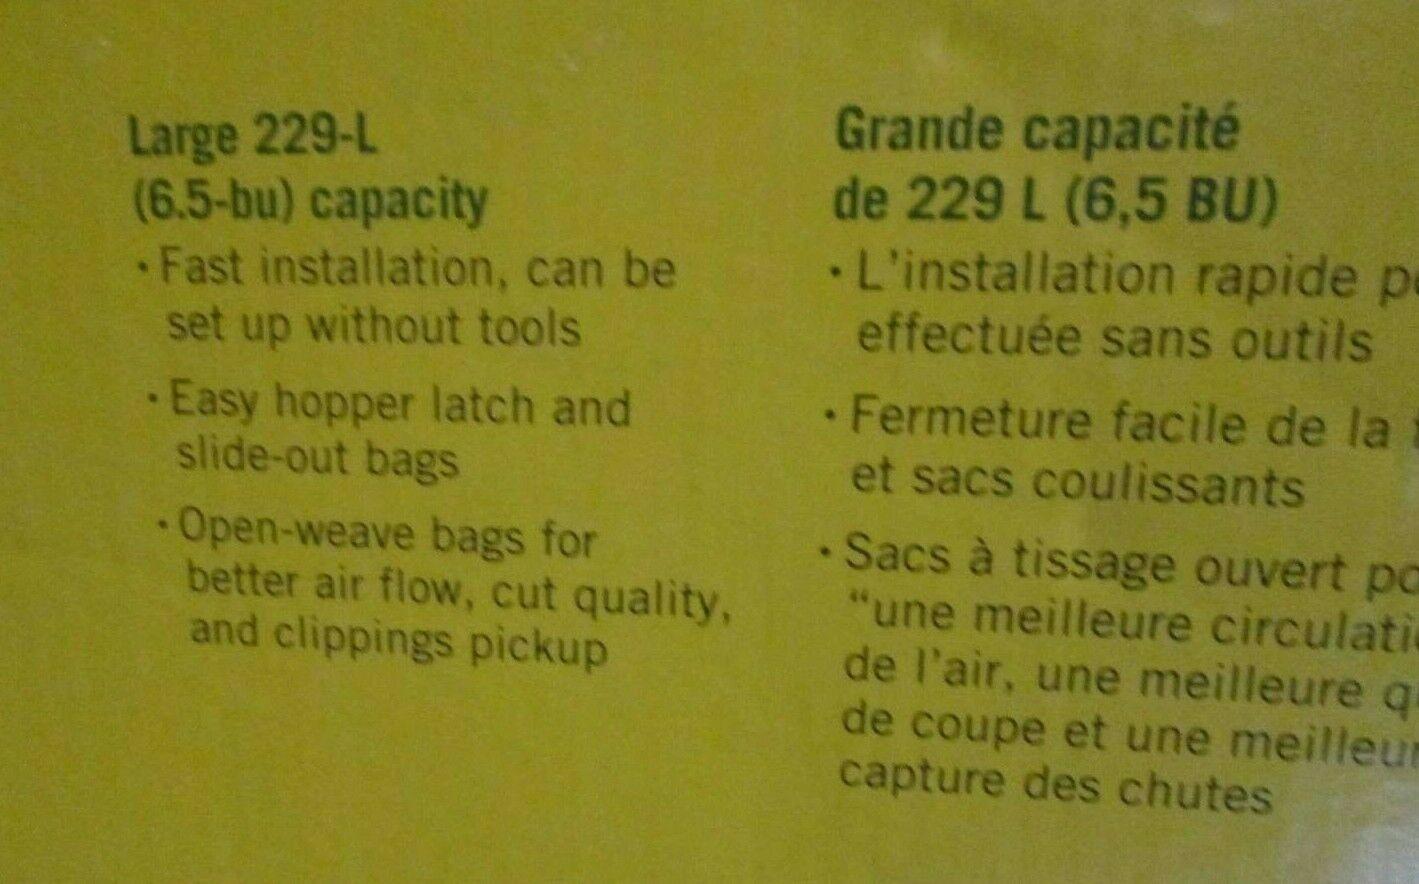 Large 229-L
(6.5-bu) capacity
· Fast installation, can be
set up without tools
· Easy hopper latch and
slide-out bags
· Open-weave bags for
better air flow, cut quality,
and clippings pickup
Grande capacité
de 229 L (6,5 BU)
· L'installation rapide
effectuée sans outils
· Fermeture facile de la
et sacs coulissants
· Sacs à tissage ouvert
“une meilleure
de l'air, une meilleure
de coupe et une
capture des chutes